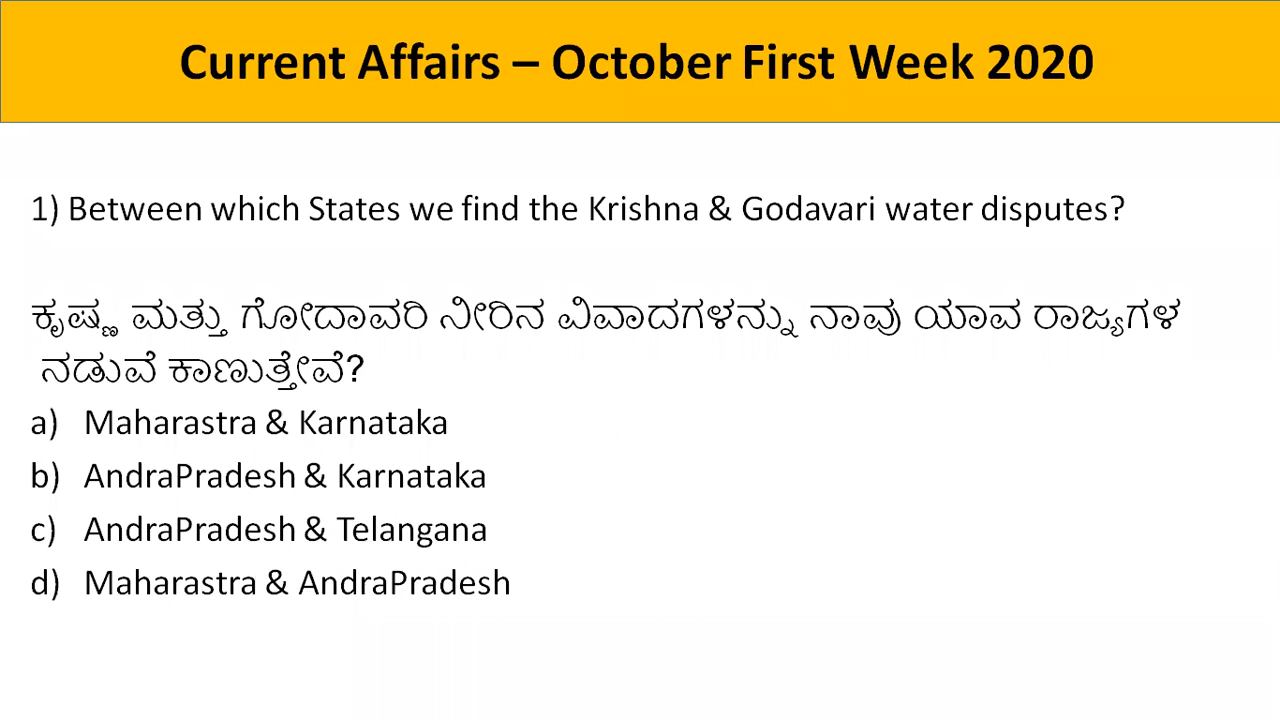 Current Affairs – October First Week 2020
1) Between which States we find the Krishna & Godavari water disputes?
ಕೃಷ್ಣ ಮತ್ತು ಗೋದಾವರಿ ನೀರಿನ ವಿವಾದಗಳನ್ನು ನಾವು ಯಾವ ರಾಜ್ಯಗಳ
ನಡುವೆ ಕಾಣುತ್ತೇವೆ?
a) Maharastra & Karnataka
b) AndraPradesh & Karnataka
c) AndraPradesh & Telangana
d) Maharastra & AndraPradesh